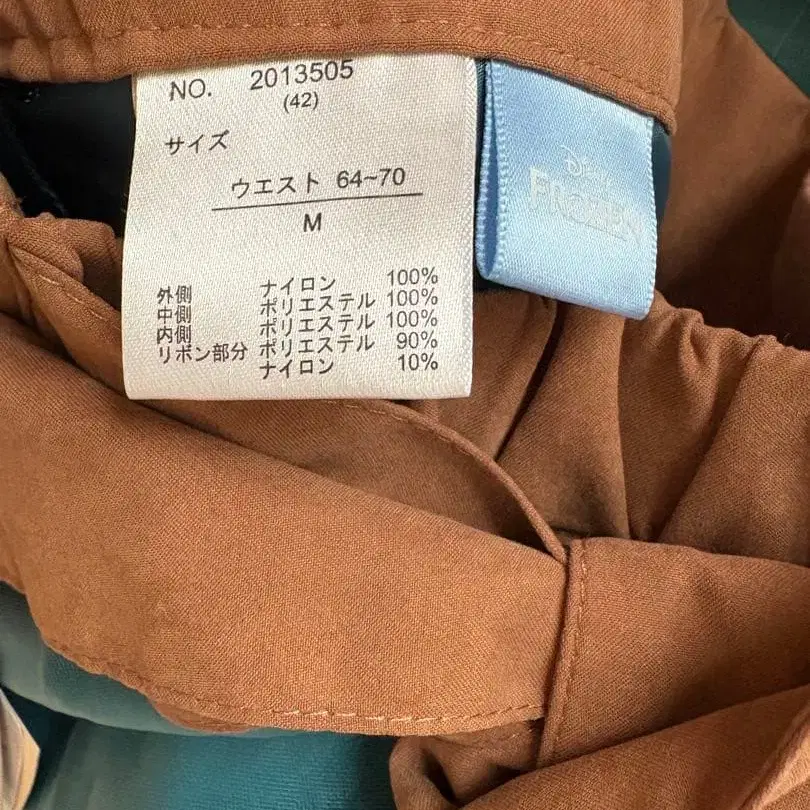 NO. 2013505
(42)
サイズ
ウエスト 64~70
M
外側 ナイロン 100%
中側 ポリエステル 100%
内側 ポリエステル 100%
リボン部分 ポリエステル 90%
ナイロン 10%
Disney
FROZEN